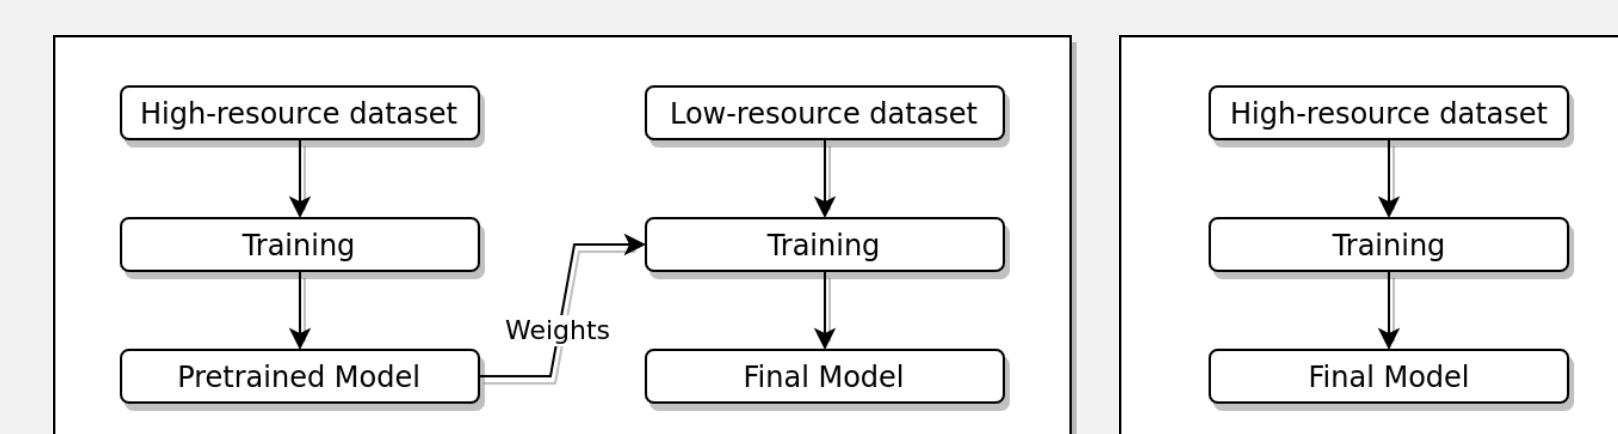 High-resource dataset
Training
Pretrained Model
Weights
Low-resource dataset
Training
Final Model
High-resource dataset
Training
Final Model